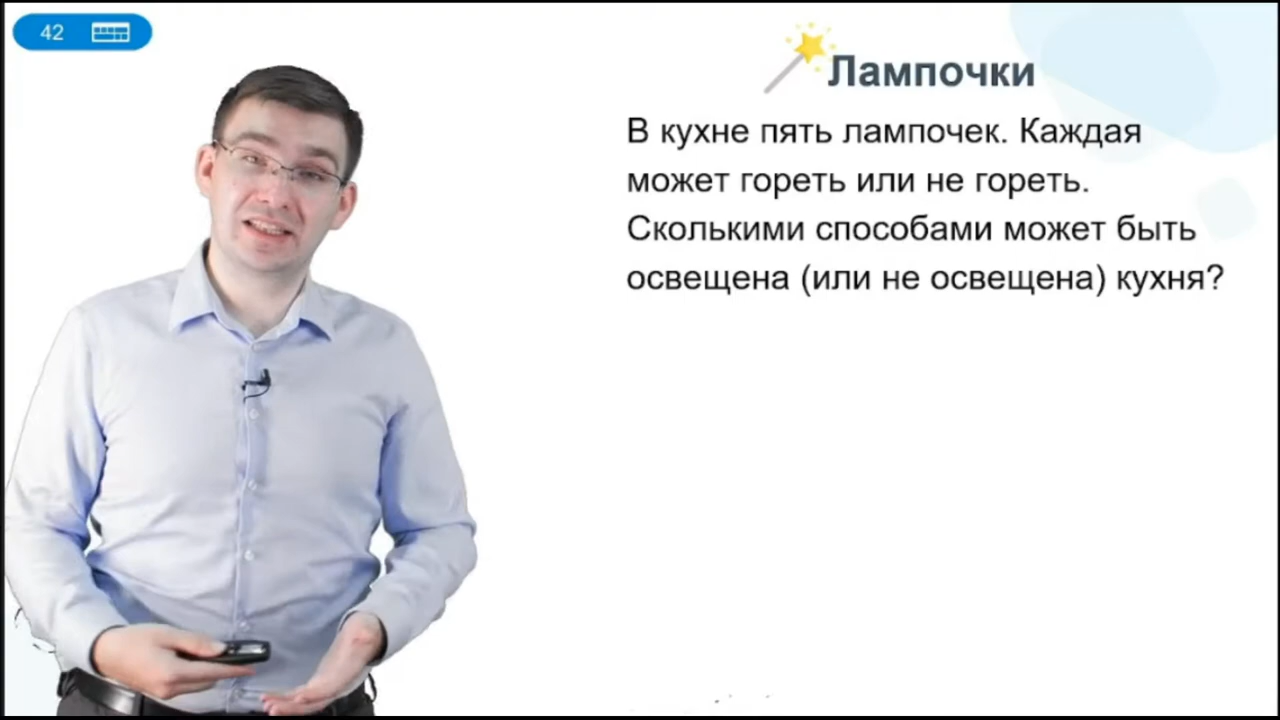 42
Лампочки
В кухне пять лампочек. Каждая
может гореть или не гореть.
Сколькими способами может быть
освещена (или не освещена) кухня?